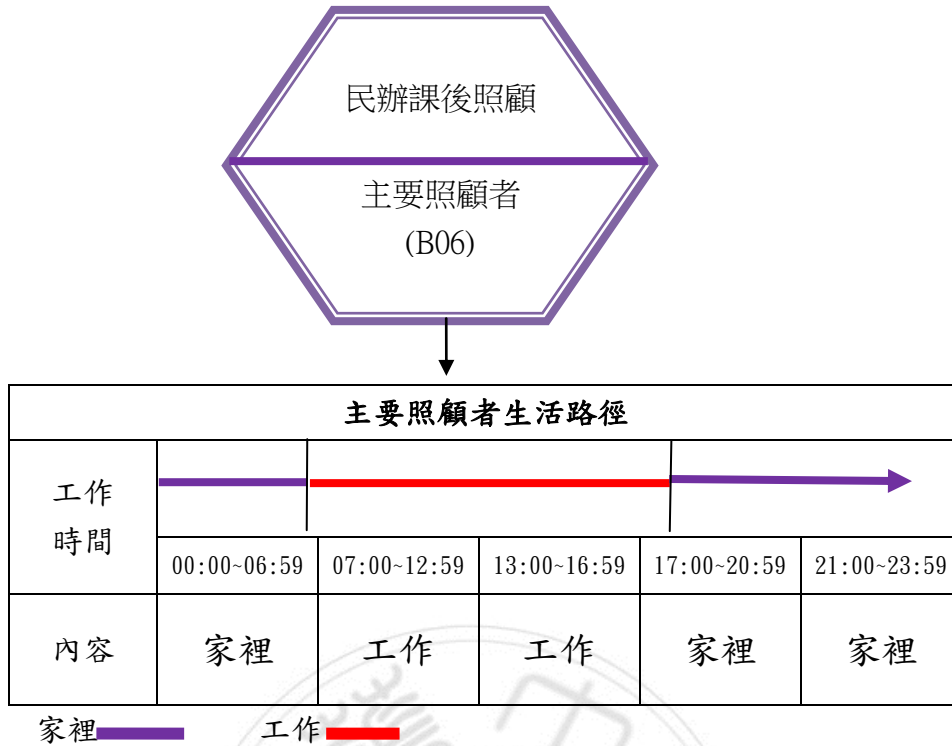 民辦課後照顧
主要照顧者
(B06)
主要照顧者生活路徑
工作
時間
00:00~06:59 07:00~12:59 13:00~16:59 17:00~20:59 21:00~23:59
內容 家裡 工作 工作 家裡 家裡
家裡 工作